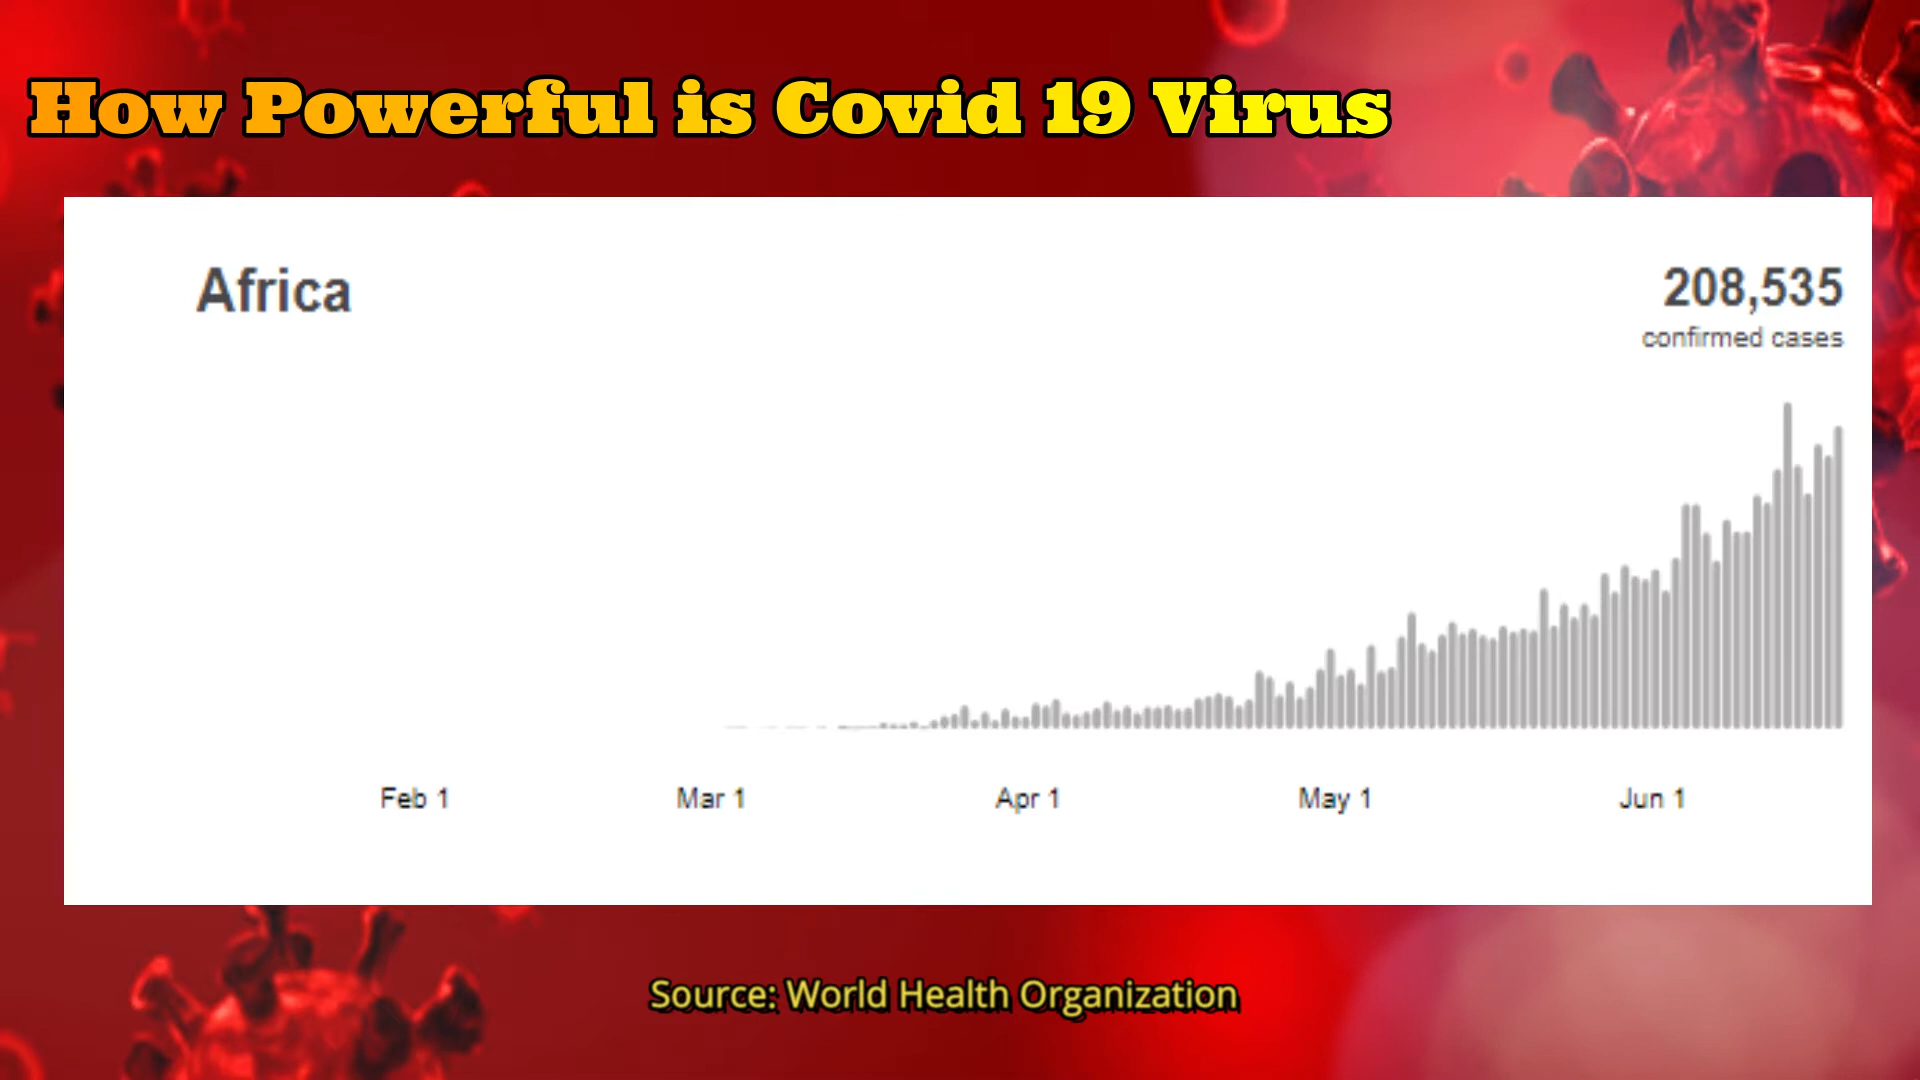 How Powerful is Covid 19 Virus
Africa
208,535
confirmed cases
Feb 1 Mar 1 Apr 1 May 1 Jun 1
Source: World Health Organization